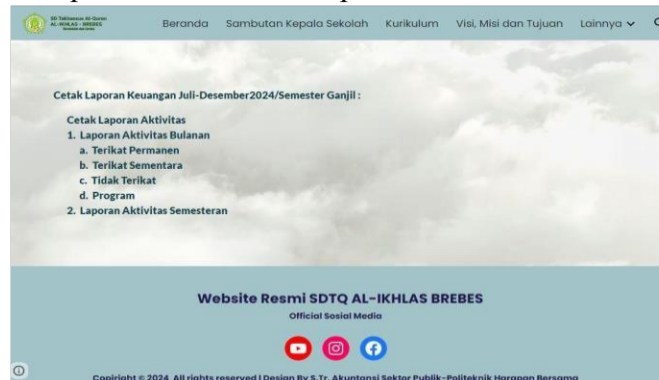 SD Takhassus Al-Quran
AL-IKHLAS - BREBES
Beranda Sambutan Kepala Sekolah Kurikulum Visi, Misi dan Tujuan Lainnya
Cetak Laporan Keuangan Juli-Desember2024/Semester Ganjil :
Cetak Laporan Aktivitas
1. Laporan Aktivitas Bulanan
a. Terikat Permanen
b. Terikat Sementara
c. Tidak Terikat
d. Program
2. Laporan Aktivitas Semesteran
Website Resmi SDTQ AL-IKHLAS BREBES
Official Sosial Media
Copiright © 2024. All rights reserved | Design By S.Tr. Akuntansi Sektor Publik-Politeknik Harapan Bersama